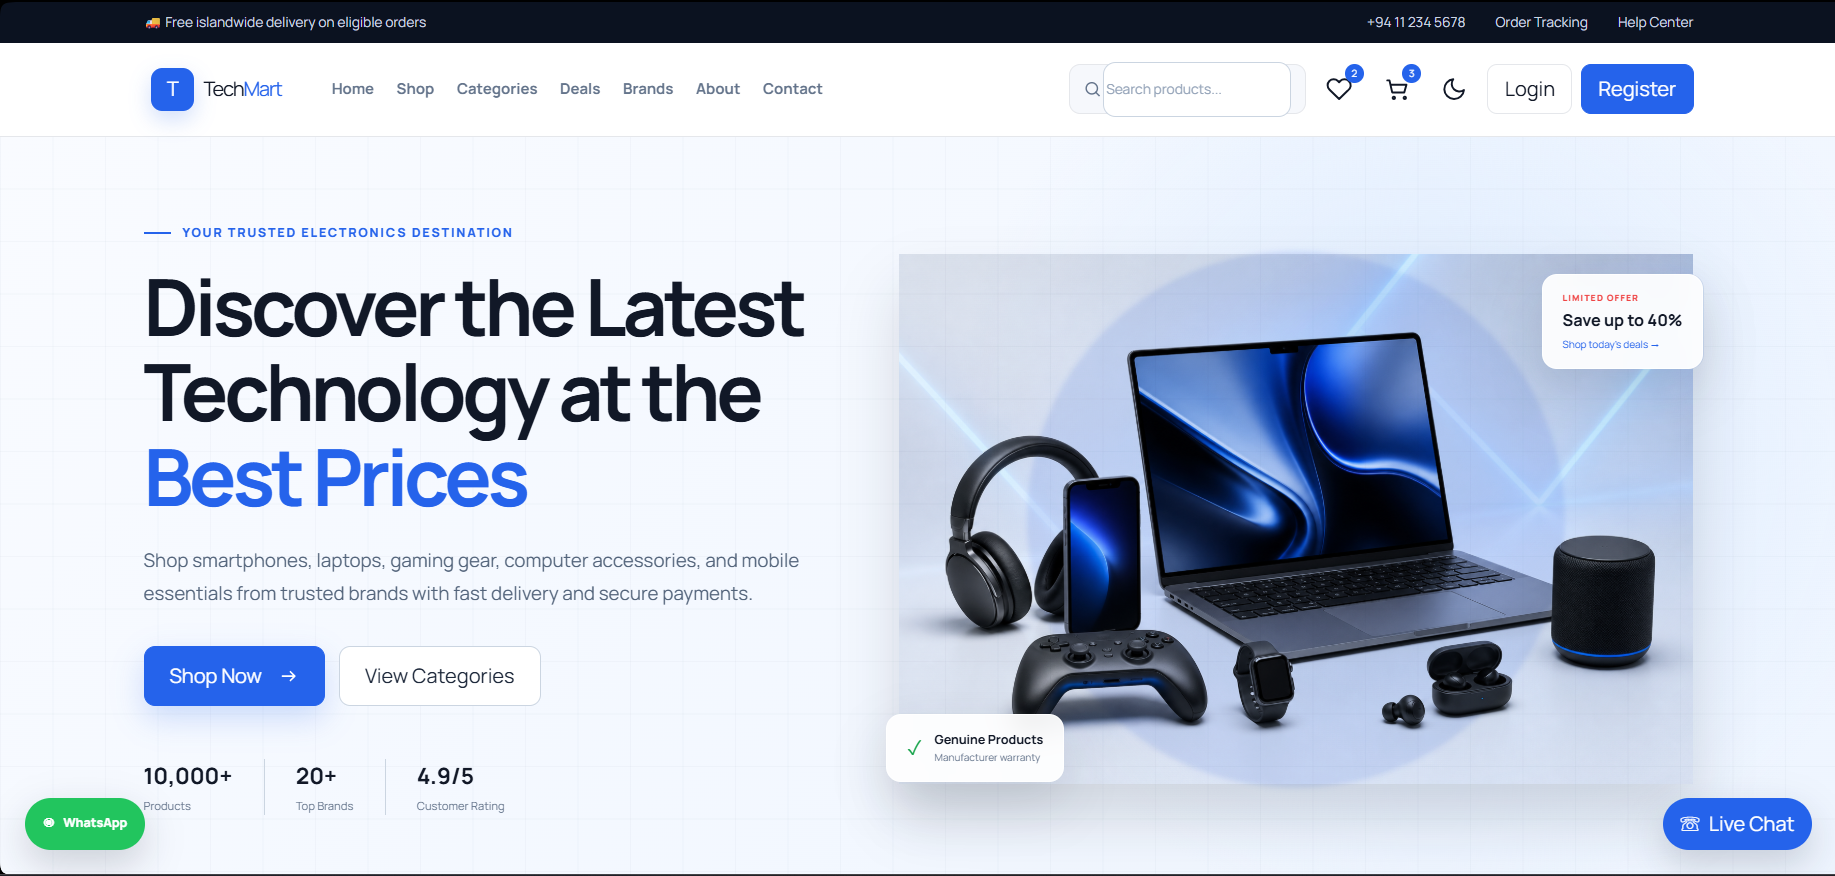 🚚 Free islandwide delivery on eligible orders
+94 11 234 5678 Order Tracking Help Center
T TechMart
Home Shop Categories Deals Brands About Contact
Search products...
2
3
Login Register
YOUR TRUSTED ELECTRONICS DESTINATION
Discover the Latest
Technology at the
Best Prices
Shop smartphones, laptops, gaming gear, computer accessories, and mobile
essentials from trusted brands with fast delivery and secure payments.
Shop Now → View Categories
10,000+
Products
20+
Top Brands
4.9/5
Customer Rating
LIMITED OFFER
Save up to 40%
Shop today's deals →
✓ Genuine Products
Manufacturer warranty
WhatsApp
☏ Live Chat